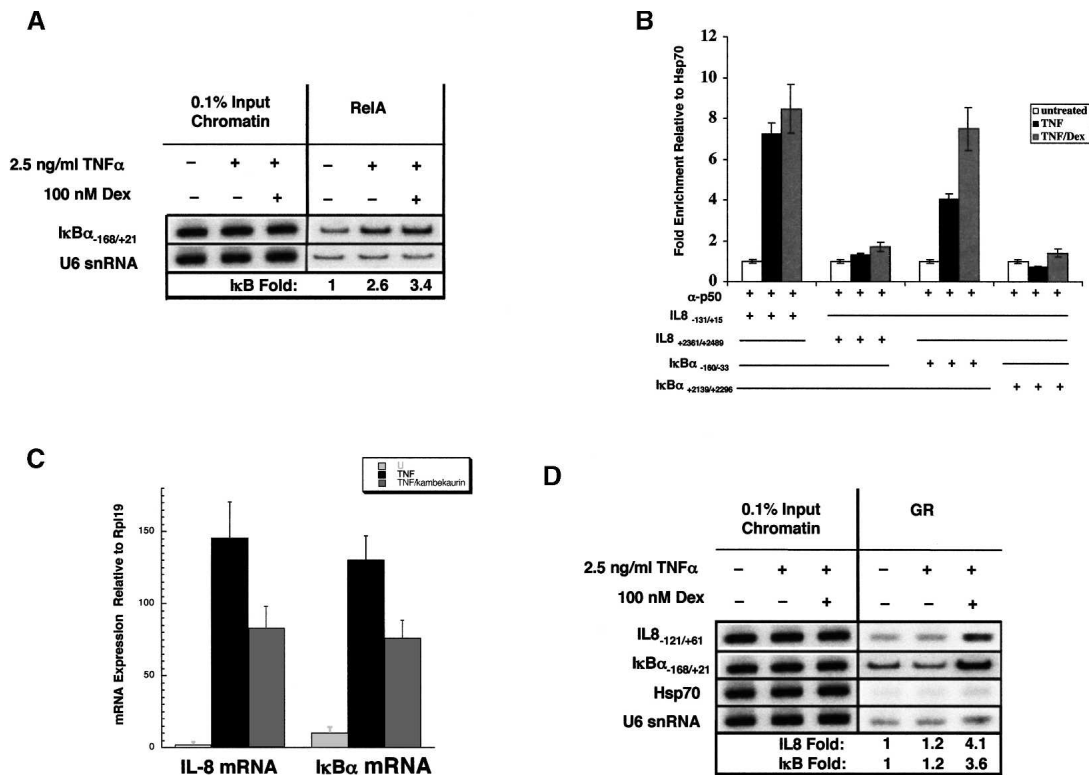 A
0.1% Input Chromatin
RelA
2.5 ng/ml TNFα – + + – + +
100 nM Dex – – + – – +
IκBα-168/+21
U6 snRNA
IκB Fold: 1 2.6 3.4
B
Fold Enrichment Relative to Hsp70
12
10
8
6
4
2
0
untreated
TNF
TNF/Dex
α-p50 + + + + + + + + + + + +
IL8 -131/+15 + + +
IL8 +2361/+2489 + + +
IκBα -160/-33 + + +
IκBα +2139/+2296 + + +
C
mRNA Expression Relative to Rpl19
150
100
50
0
U
TNF
TNF/kambekaurin
IL-8 mRNA
IκBα mRNA
D
0.1% Input Chromatin
GR
2.5 ng/ml TNFα – + + – + +
100 nM Dex – – + – – +
IL8-121/+61
IκBα-168/+21
Hsp70
U6 snRNA
IL8 Fold: 1 1.2 4.1
IκB Fold: 1 1.2 3.6